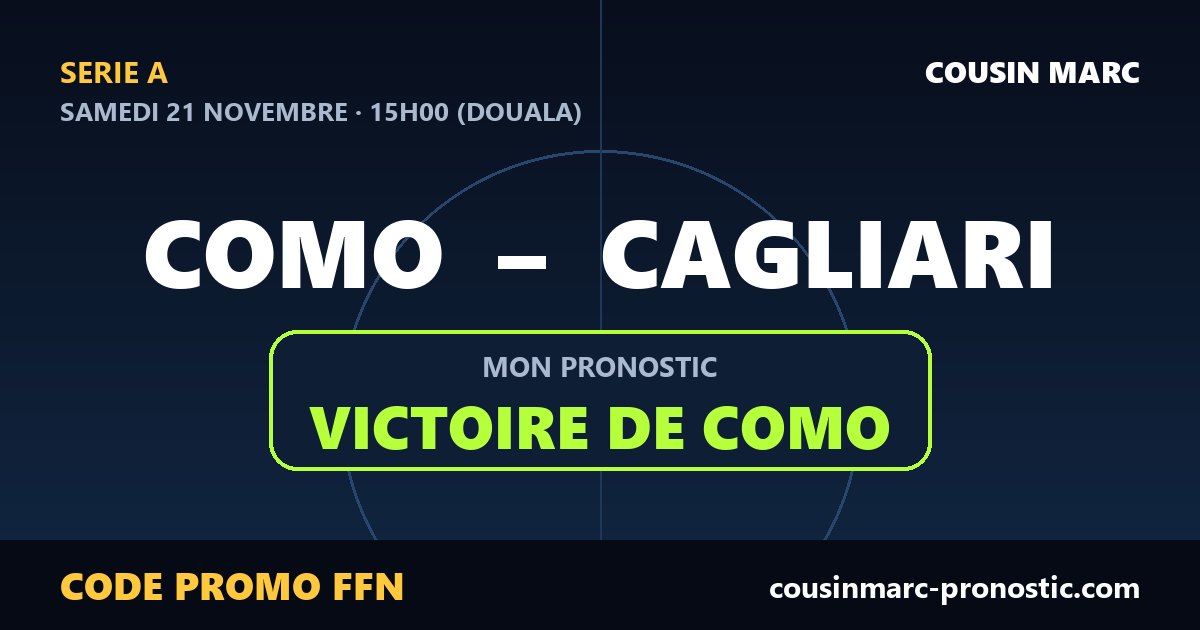 SERIE A
COUSIN MARC
SAMEDI 21 NOVEMBRE · 15H00 (DOUALA)
COMO – CAGLIARI
MON PRONOSTIC
VICTOIRE DE COMO
CODE PROMO FFN
cousinmarc-pronostic.com